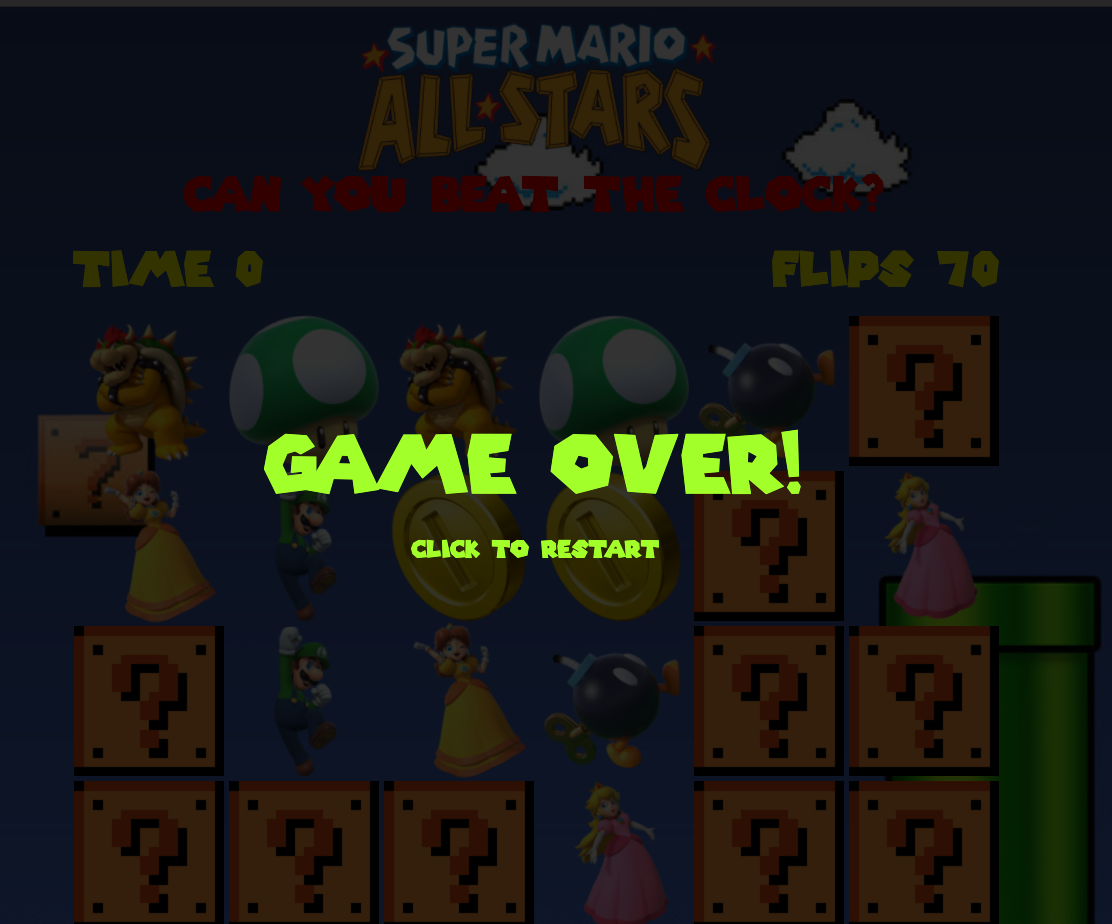 SUPER MARIO
ALL STARS
CAN YOU BEAT THE CLOCK?
TIME 0
FLIPS 70
?
?
GAME OVER!
?
CLICK TO RESTART
?
?
?
?
?
?
?
?